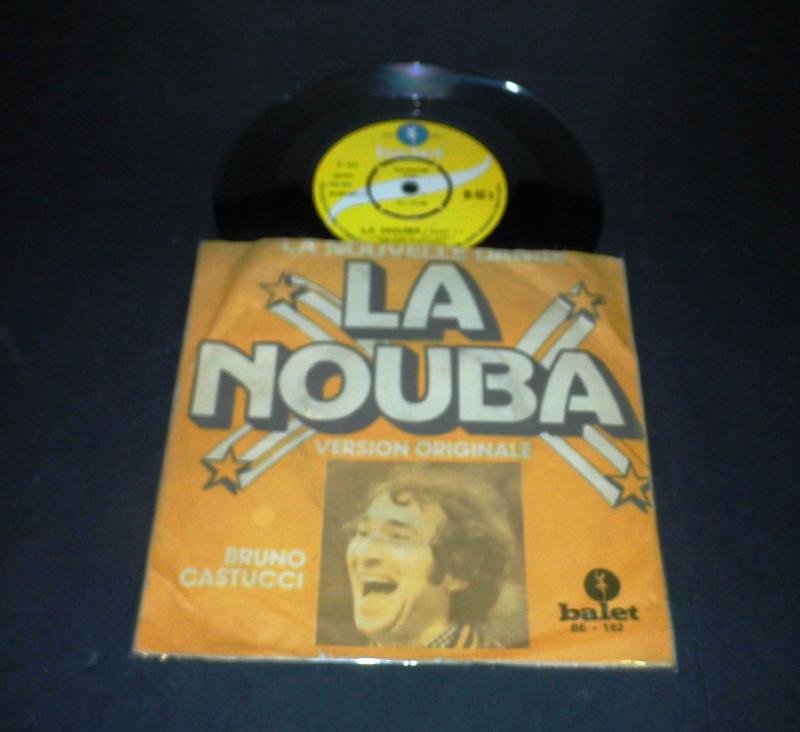 LA NOUBA
LA NOUVELLE DANSE
LA
NOUBA
VERSION ORIGINALE
BRUNO
CASTUCCI
balet
BE - 162